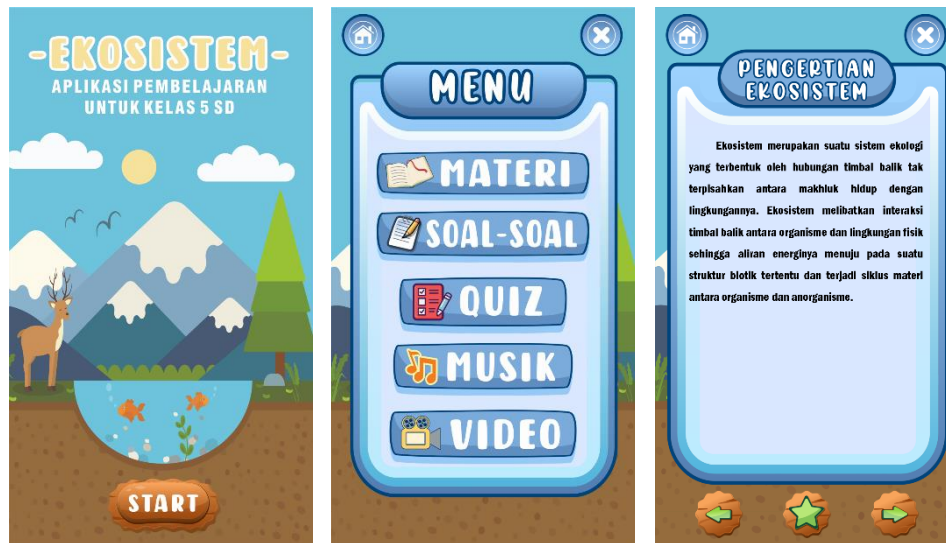 -EKOSISTEM-
APLIKASI PEMBELAJARAN
UNTUK KELAS 5 SD
START
MENU
MATERI
SOAL-SOAL
QUIZ
MUSIK
VIDEO
PENGERTIAN
EKOSISTEM
Ekosistem merupakan suatu sistem ekologi
yang terbentuk oleh hubungan timbal balik tak
terpisahkan antara makhluk hidup dengan
lingkungannya. Ekosistem melibatkan interaksi
timbal balik antara organisme dan lingkungan fisik
sehingga aliran energinya menuju pada suatu
struktur biotik tertentu dan terjadi siklus materi
antara organisme dan anorganisme.